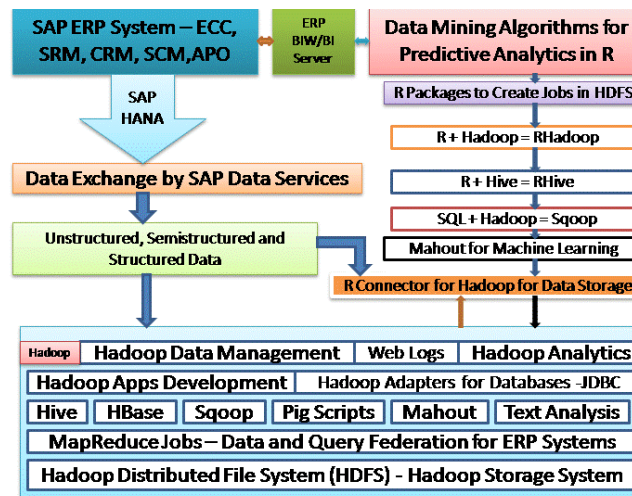 SAP ERP System – ECC,
SRM, CRM, SCM,APO
ERP
BIW/BI
Server
Data Mining Algorithms for
Predictive Analytics in R
SAP
HANA
R Packages to Create Jobs in HDFS
R + Hadoop = RHadoop
Data Exchange by SAP Data Services
R + Hive = RHive
SQL + Hadoop = Sqoop
Unstructured, Semistructured and
Structured Data
Mahout for Machine Learning
R Connector for Hadoop for Data Storage
Hadoop
Hadoop Data Management
Web Logs
Hadoop Analytics
Hadoop Apps Development
Hadoop Adapters for Databases -JDBC
Hive
HBase
Sqoop
Pig Scripts
Mahout
Text Analysis
MapReduce Jobs – Data and Query Federation for ERP Systems
Hadoop Distributed File System (HDFS) - Hadoop Storage System